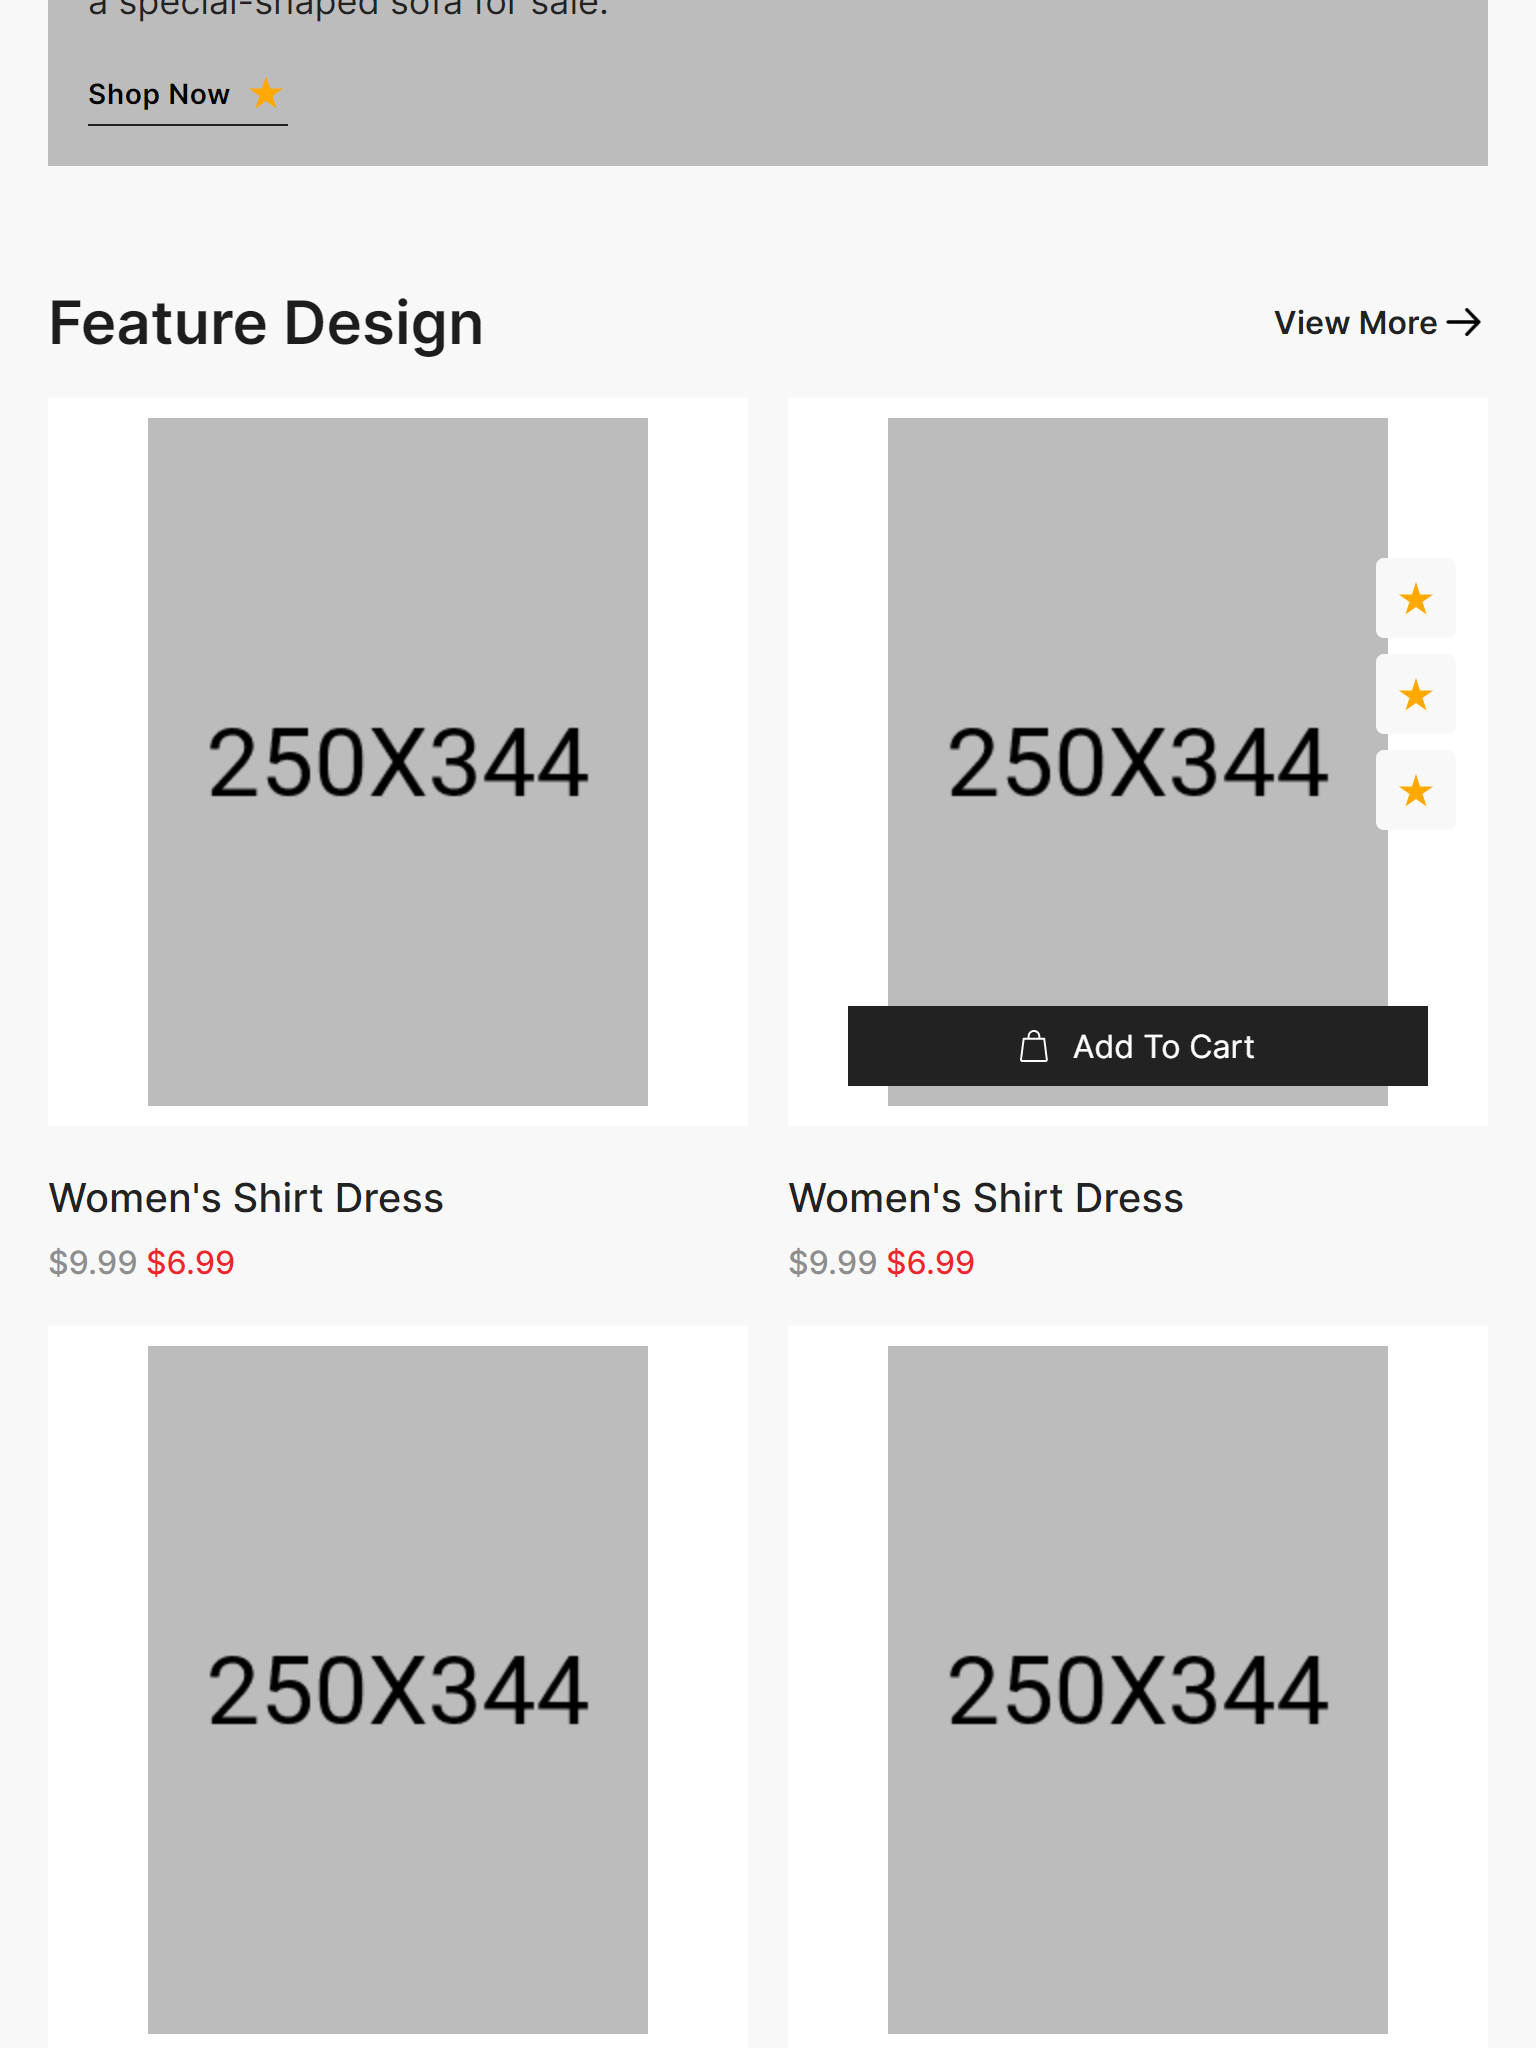 a special-shaped sofa for sale.
Shop Now
Feature Design
View More
250X344
250X344
Add To Cart
Women's Shirt Dress
$9.99 $6.99
Women's Shirt Dress
$9.99 $6.99
250X344
250X344